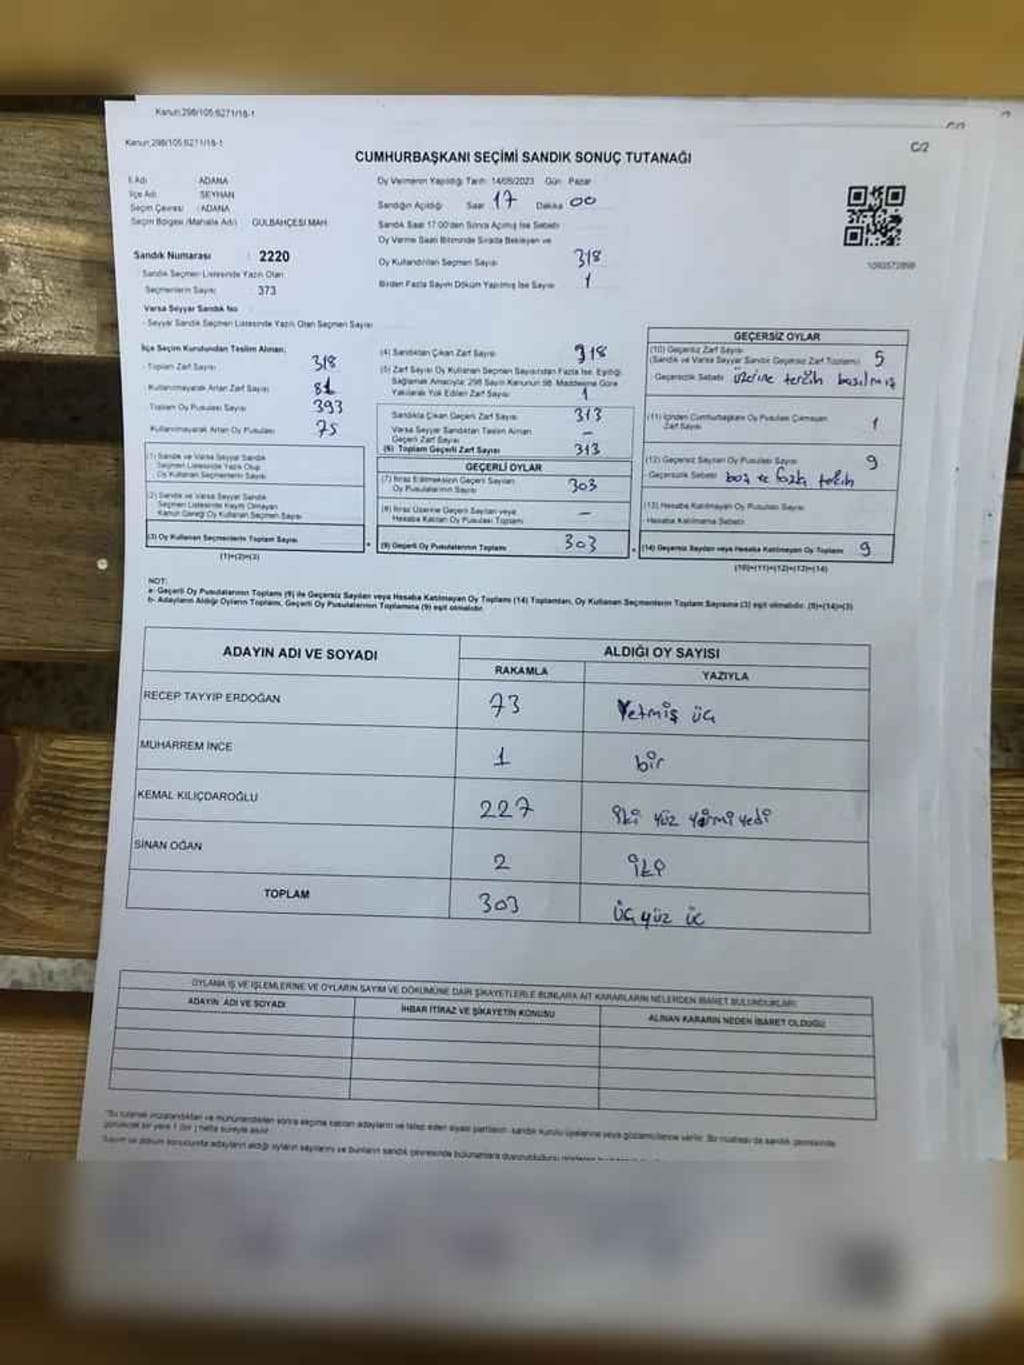 Kanun:298/105;6271/18-1
Kanun:298/105;6271/18-1
C/2
CUMHURBAŞKANI SEÇİMİ SANDIK SONUÇ TUTANAĞI
İl Adı ADANA
İlçe Adı SEYHAN
Seçim Çevresi : ADANA
Seçim Bölgesi /Mahalle Adı) GÜLBAHÇESİ MAH
Sandık Numarası : 2220
Sandık Seçmen Listesinde Yazılı Olan
Seçmenlerin Sayısı : 373
Varsa Seyyar Sandık No
- Seyyar Sandık Seçmen Listesinde Yazılı Olan Seçmen Sayısı
Oy Vermenin Yapıldığı Tarih: 14/05/2023 Gün: Pazar
Sandığın Açıldığı Saat 17 Dakika 00
Sandık Saat 17:00'den Sonra Açılmış İse Sebebi
Oy Verme Saati Bitiminde Sırada Bekleyen ve
Oy Kullandırılan Seçmen Sayısı 318
Birden Fazla Sayım Döküm Yapılmış İse Sayısı 1
İlçe Seçim Kurulundan Teslim Alınan;
- Toplam Zarf Sayısı 318
- Kullanılmayarak Artan Zarf Sayısı 81
Toplam Oy Pusulası Sayısı 393
Kullanılmayarak Artan Oy Pusulası 75
(1) Sandık ve Varsa Seyyar Sandık
Seçmen Listesinde Yazılı Olup
Oy Kullanan Seçmenlerin Sayısı
(2) Sandık ve Varsa Seyyar Sandık
Seçmen Listesinde Kayıtlı Olmayan
Kanun Gereği Oy Kullanan Seçmen Sayısı
(3) Oy Kullanan Seçmenlerin Toplam Sayısı
(1)+(2)=(3)
(4) Sandıktan Çıkan Zarf Sayısı 318
(5) Zarf Sayısı Oy Kullanan Seçmen Sayısından Fazla İse, Eşitliği
Sağlamak Amacıyla; 298 Sayılı Kanunun 98. Maddesine Göre
Yakılarak Yok Edilen Zarf Sayısı 1
Sandıkta Çıkan Geçerli Zarf Sayısı 313
Varsa Seyyar Sandıktan Teslim Alınan
Geçerli Zarf Sayısı –
(6) Toplam Geçerli Zarf Sayısı 313
GEÇERLİ OYLAR
(7) İtiraz Edilmeksizin Geçerli Sayılan
Oy Pusulalarının Sayısı 303
(8) İtiraz Üzerine Geçerli Sayılan veya
Hesaba Katılan Oy Pusulası Toplamı –
(9) Geçerli Oy Pusulalarının Toplamı 303
GEÇERSİZ OYLAR
(10) Geçersiz Zarf Sayısı
(Sandık ve Varsa Seyyar Sandık Geçersiz Zarf Toplamı) 5
- Geçersizlik Sebebi üzerine tercih basılmış
(11) İçinden Cumhurbaşkanı Oy Pusulası Çıkmayan
Zarf Sayısı 1
(12) Geçersiz Sayılan Oy Pusulası Sayısı 9
Geçersizlik Sebebi boş ve fazla tercih
(13) Hesaba Katılmayan Oy Pusulası Sayısı
- Hesaba Katılmama Sebebi
(14) Geçersiz Sayılan veya Hesaba Katılmayan Oy Toplamı 9
(10)+(11)+(12)+(13)=(14)
NOT:
a- Geçerli Oy Pusulalarının Toplamı (9) ile Geçersiz Sayılan veya Hesaba Katılmayan Oy Toplamı (14) Toplamları, Oy Kullanan Seçmenlerin Toplam Sayısına (3) eşit olmalıdır. (9)+(14)=(3)
b- Adayların Aldığı Oyların Toplamı, Geçerli Oy Pusulalarının Toplamına (9) eşit olmalıdır.
ADAYIN ADI VE SOYADI ALDIĞI OY SAYISI
RAKAMLA YAZIYLA
RECEP TAYYİP ERDOĞAN 73 Yetmiş üç
MUHARREM İNCE 1 bir
KEMAL KILIÇDAROĞLU 227 iki yüz yirmi yedi
SİNAN OĞAN 2 iki
TOPLAM 303 üç yüz üç
OYLAMA İŞ VE İŞLEMLERİNE VE OYLARIN SAYIM VE DÖKÜMÜNE DAİR ŞİKAYETLERLE BUNLARA AİT KARARLARIN NELERDEN İBARET BULUNDUKLARI
ADAYIN ADI VE SOYADI İHBAR İTİRAZ VE ŞİKAYETİN KONUSU ALINAN KARARIN NEDEN İBARET OLDUĞU